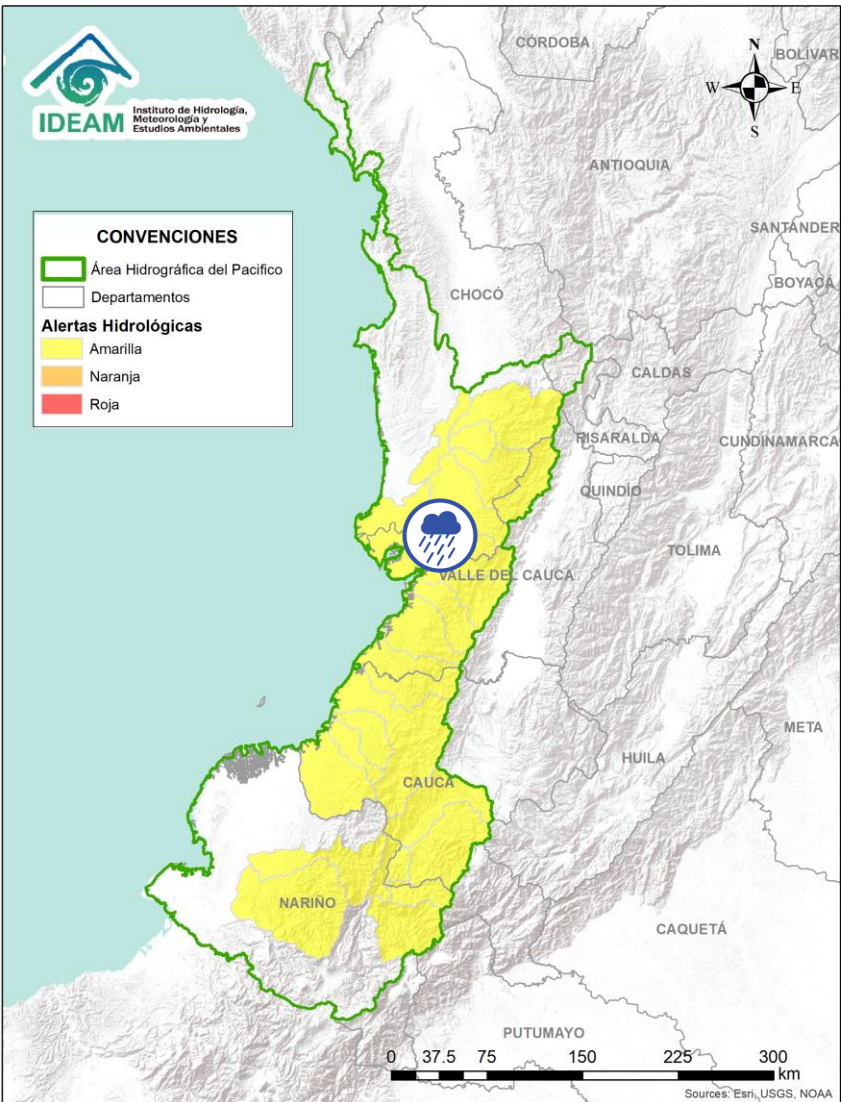 IDEAM
Instituto de Hidrología,
Meteorología y
Estudios Ambientales
CÓRDOBA
BOLÍVAR
N
W
E
S
ANTIOQUIA
SANTANDER
BOYACÁ
CHOCÓ
CONVENCIONES
Área Hidrográfica del Pacifico
Departamentos
Alertas Hidrológicas
Amarilla
Naranja
Roja
CALDAS
RISARALDA
CUNDINAMARCA
QUINDÍO
TOLIMA
VALLE DEL CAUCA
META
HUILA
CAUCA
NARIÑO
CAQUETÁ
PUTUMAYO
0 37.5 75 150 225 300
km
Sources: Esri, USGS, NOAA